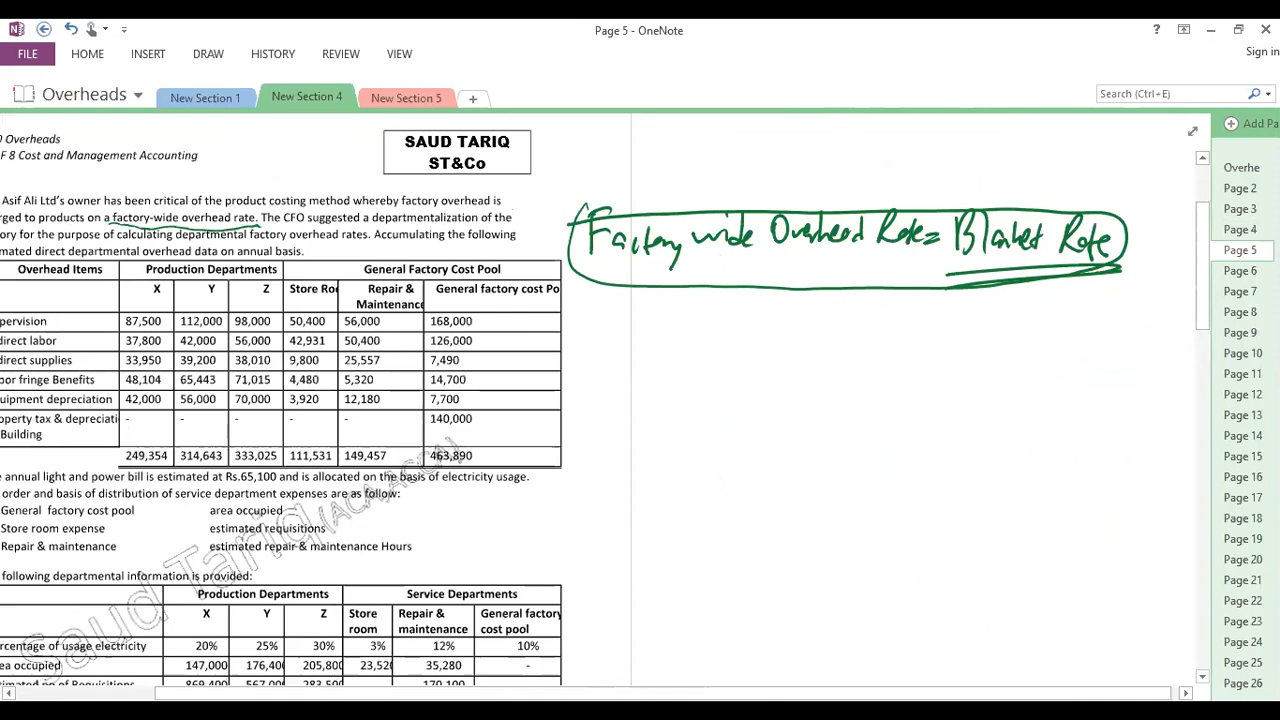 Page 5 - OneNote
?
Sign in
FILE HOME INSERT DRAW HISTORY REVIEW VIEW
Overheads New Section 1 New Section 4 New Section 5 Search (Ctrl+E)
Add Pa
Overhe
Page 2
Page 3
Page 4
Page 5
Page 6
Page 7
Page 8
Page 9
Page 10
Page 11
Page 12
Page 13
Page 14
Page 15
Page 16
Page 17
Page 18
Page 19
Page 20
Page 21
Page 22
Page 23
Page 24
Page 25
Page 26
Overheads
F 8 Cost and Management Accounting
SAUD TARIQ
ST&Co
Asif Ali Ltd's owner has been critical of the product costing method whereby factory overhead is
rged to products on a factory-wide overhead rate. The CFO suggested a departmentalization of the
ory for the purpose of calculating departmental factory overhead rates. Accumulating the following
mated direct departmental overhead data on annual basis.
Factory wide Overhead Rate= Blanket Rate
Overhead Items Production Departments General Factory Cost Pool
X Y Z Store Ro Repair & Maintenance General factory cost Po
pervision 87,500 112,000 98,000 50,400 56,000 168,000
direct labor 37,800 42,000 56,000 42,931 50,400 126,000
direct supplies 33,950 39,200 38,010 9,800 25,557 7,490
bor fringe Benefits 48,104 65,443 71,015 4,480 5,320 14,700
uipment depreciation 42,000 56,000 70,000 3,920 12,180 7,700
operty tax & depreciati - - - - - 140,000
Building
249,354 314,643 333,025 111,531 149,457 463,890
e annual light and power bill is estimated at Rs.65,100 and is allocated on the basis of electricity usage.
order and basis of distribution of service department expenses are as follow:
General factory cost pool area occupied
Store room expense estimated requisitions
Repair & maintenance estimated repair & maintenance Hours
following departmental information is provided:
Production Departments Service Departments
X Y Z Store room Repair & maintenance General factory cost pool
rcentage of usage electricity 20% 25% 30% 3% 12% 10%
ea occupied 147,000 176,400 205,800 23,520 35,280 -
869,400 567,000 283,500 170,100
Saud Tariq (ACA, ACCA)